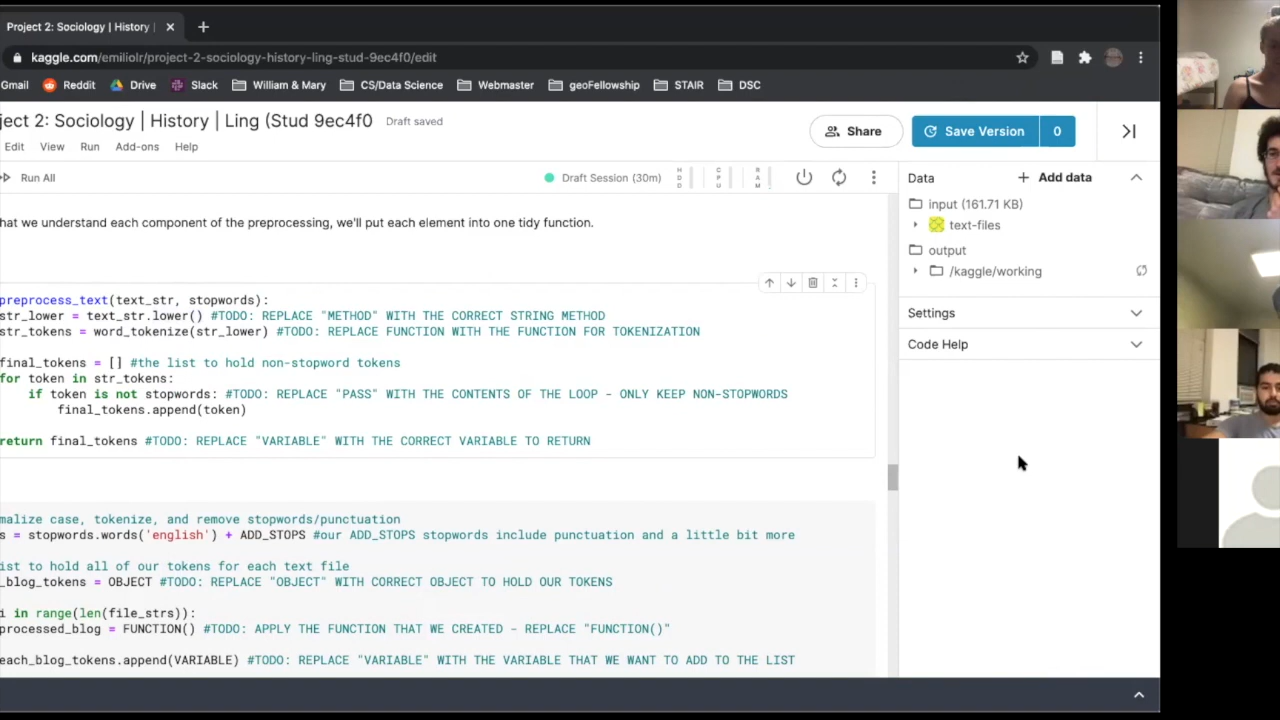 Project 2: Sociology | History |
kaggle.com/emiliolr/project-2-sociology-history-ling-stud-9ec4f0/edit
Gmail Reddit Drive Slack William & Mary CS/Data Science Webmaster geoFellowship STAIR DSC
ject 2: Sociology | History | Ling (Stud 9ec4f0 Draft saved
Share Save Version 0
Edit View Run Add-ons Help
Run All Draft Session (30m) HDD CPU RAM
Data + Add data
input (161.71 KB)
text-files
output
/kaggle/working
Settings
Code Help
hat we understand each component of the preprocessing, we'll put each element into one tidy function.
preprocess_text(text_str, stopwords):
str_lower = text_str.lower() #TODO: REPLACE "METHOD" WITH THE CORRECT STRING METHOD
str_tokens = word_tokenize(str_lower) #TODO: REPLACE FUNCTION WITH THE FUNCTION FOR TOKENIZATION
final_tokens = [] #the list to hold non-stopword tokens
for token in str_tokens:
if token is not stopwords: #TODO: REPLACE "PASS" WITH THE CONTENTS OF THE LOOP - ONLY KEEP NON-STOPWORDS
final_tokens.append(token)
return final_tokens #TODO: REPLACE "VARIABLE" WITH THE CORRECT VARIABLE TO RETURN
malize case, tokenize, and remove stopwords/punctuation
s = stopwords.words('english') + ADD_STOPS #our ADD_STOPS stopwords include punctuation and a little bit more
ist to hold all of our tokens for each text file
_blog_tokens = OBJECT #TODO: REPLACE "OBJECT" WITH CORRECT OBJECT TO HOLD OUR TOKENS
i in range(len(file_strs)):
processed_blog = FUNCTION() #TODO: APPLY THE FUNCTION THAT WE CREATED - REPLACE "FUNCTION()"
each_blog_tokens.append(VARIABLE) #TODO: REPLACE "VARIABLE" WITH THE VARIABLE THAT WE WANT TO ADD TO THE LIST